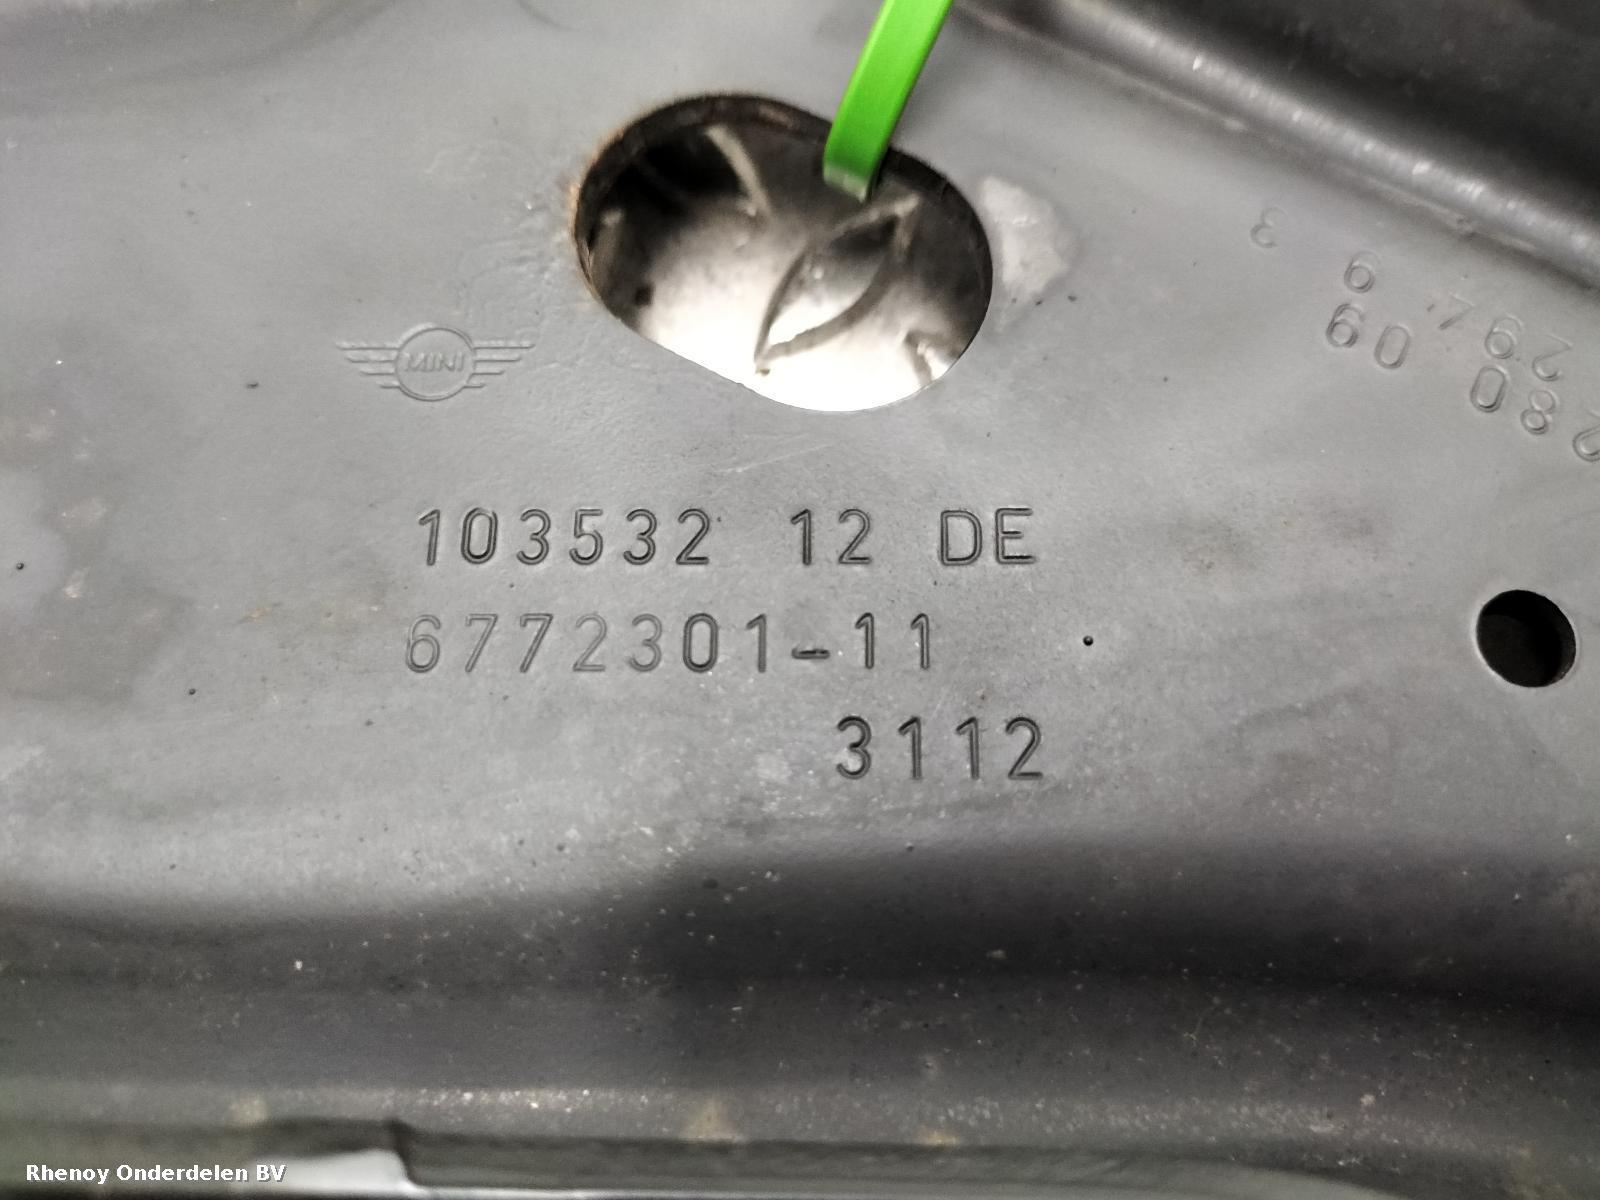 MINI
103532 12 DE
6772301-11
3112
Rhenoy Onderdelen BV